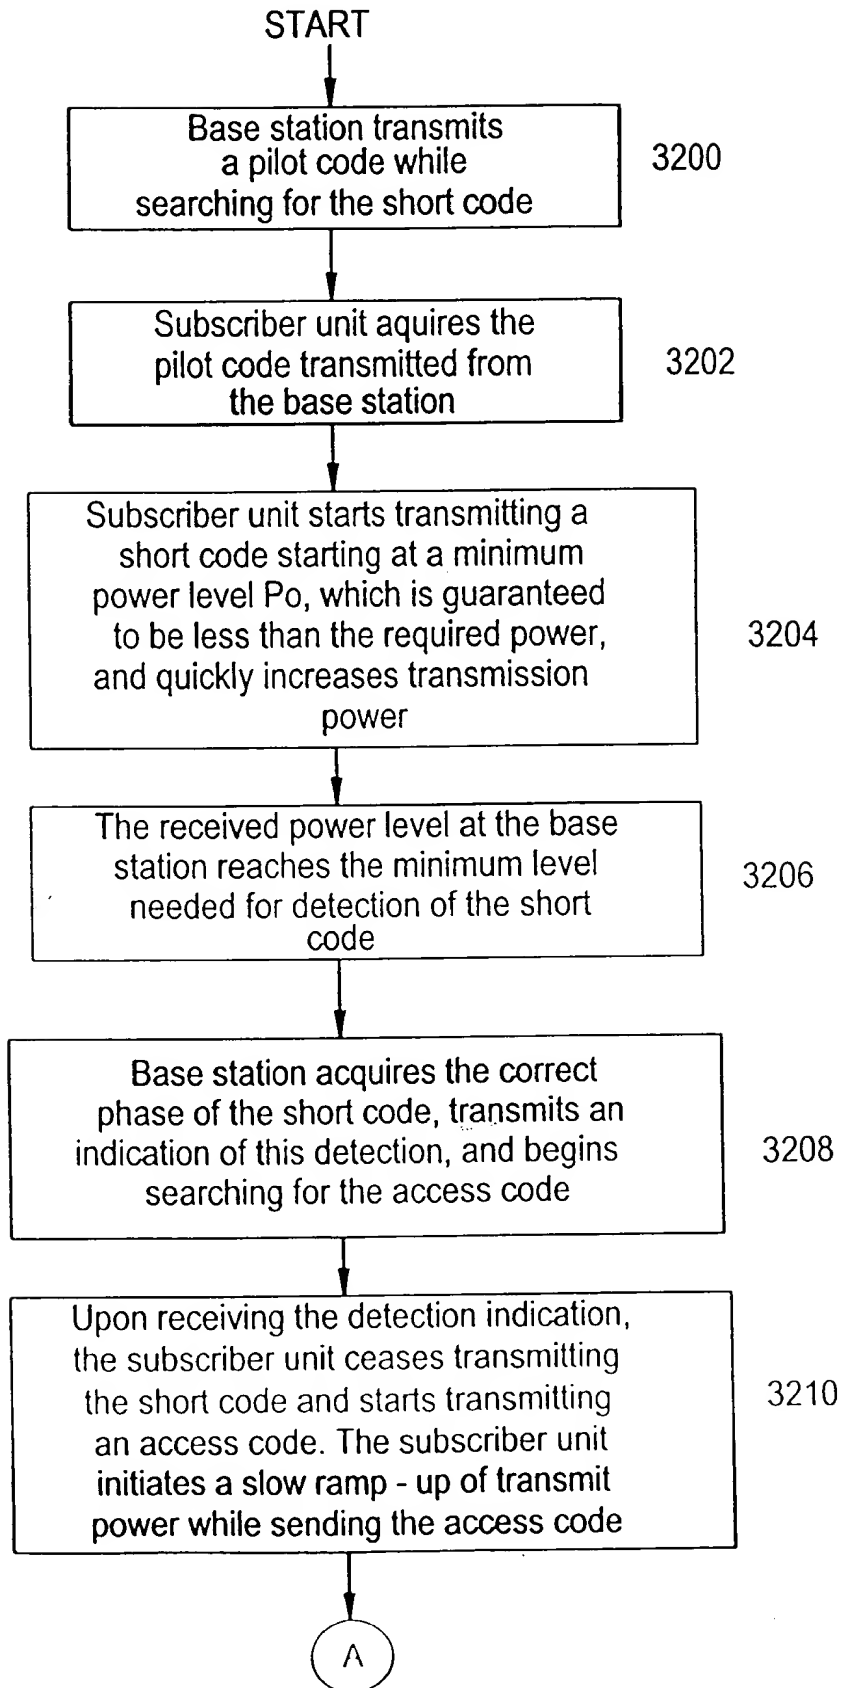 START
Base station transmits
a pilot code while
searching for the short code
3200
Subscriber unit aquires the
pilot code transmitted from
the base station
3202
Subscriber unit starts transmitting a
short code starting at a minimum
power level Po, which is guaranteed
to be less than the required power,
and quickly increases transmission
power
3204
The received power level at the base
station reaches the minimum level
needed for detection of the short
code
3206
Base station acquires the correct
phase of the short code, transmits an
indication of this detection, and begins
searching for the access code
3208
Upon receiving the detection indication,
the subscriber unit ceases transmitting
the short code and starts transmitting
an access code. The subscriber unit
initiates a slow ramp - up of transmit
power while sending the access code
3210
A